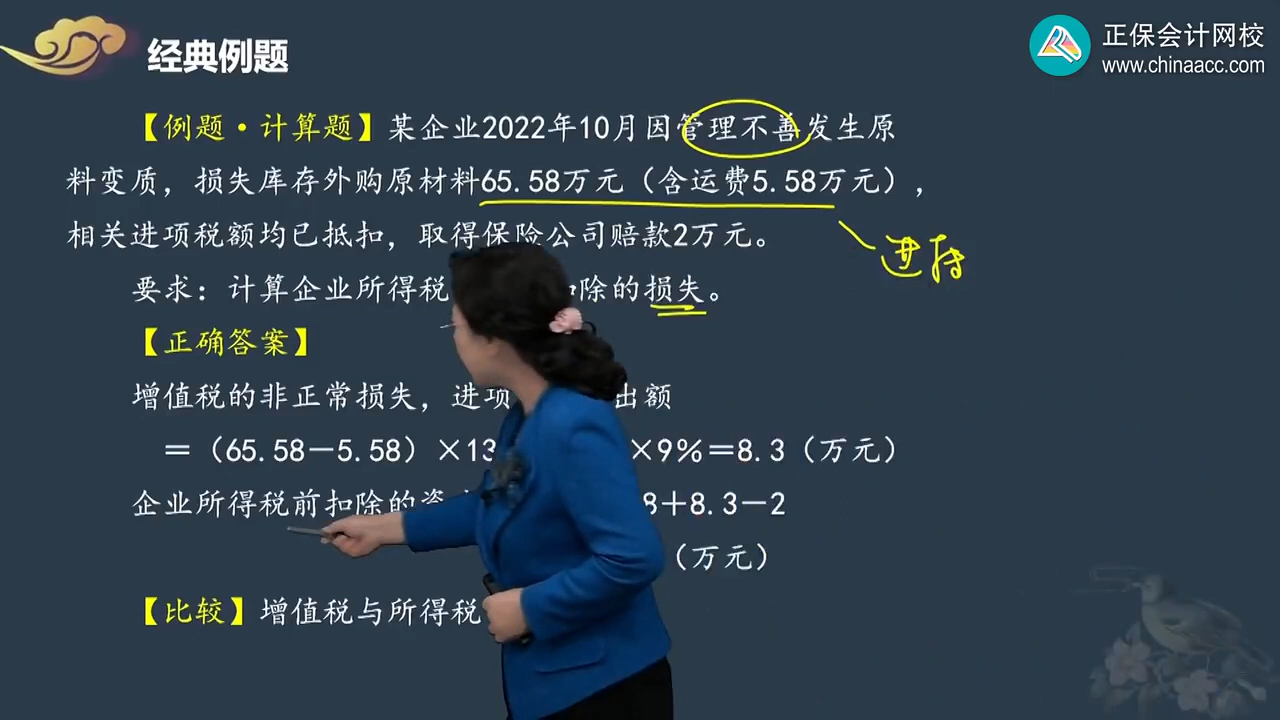 经典例题
正保会计网校
www.chinaacc.com
【例题·计算题】某企业2022年10月因管理不善发生原
料变质，损失库存外购原材料65.58万元（含运费5.58万元），
进转
相关进项税额均已抵扣，取得保险公司赔款2万元。
要求：计算企业所得税 扣除的损失。
【正确答案】
增值税的非正常损失，进项 出额
＝（65.58－5.58）×13 ×9%＝8.3（万元）
企业所得税前扣除的资 8＋8.3－2
（万元）
【比较】增值税与所得税